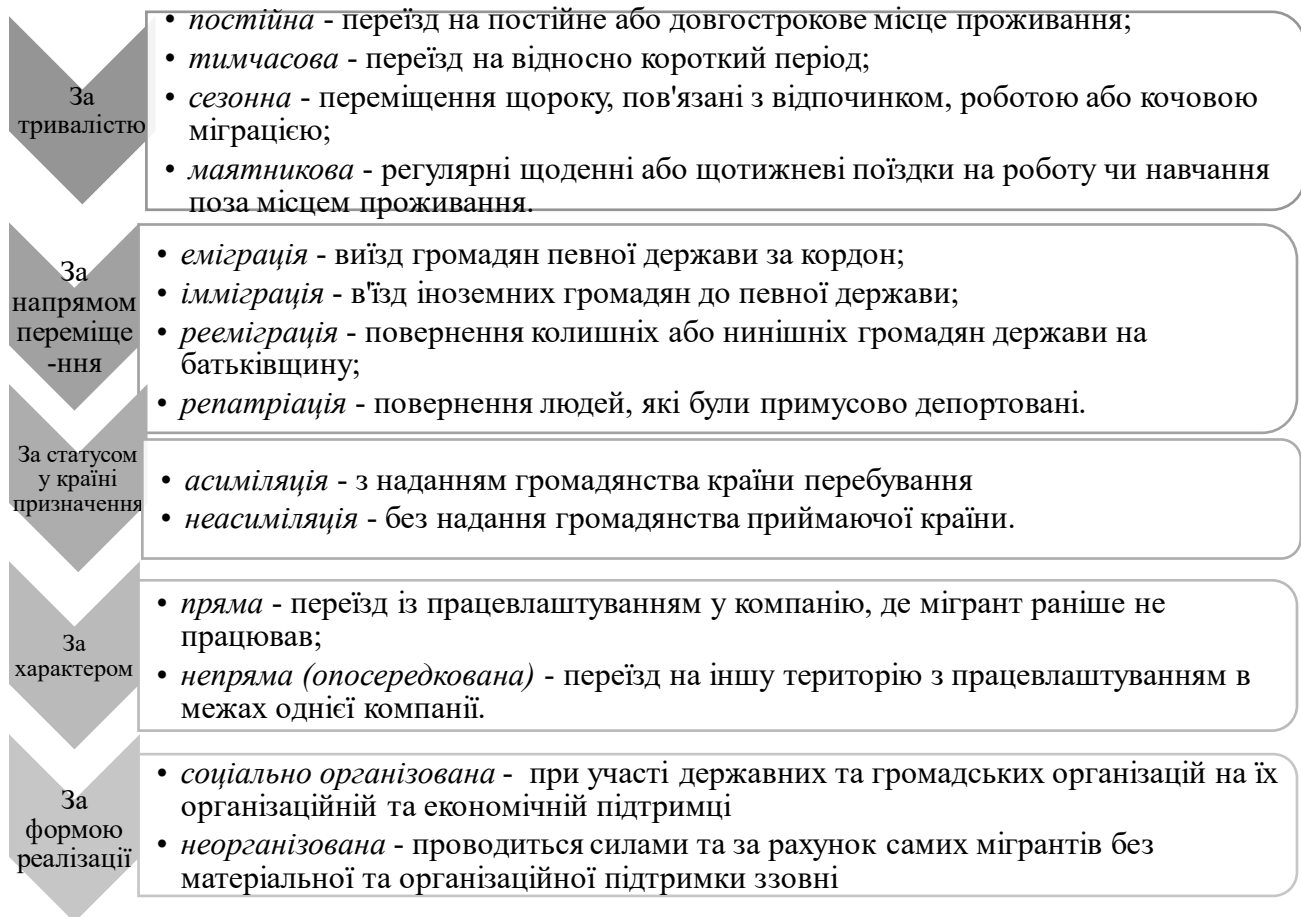 За
тривалістю
• постійна - переїзд на постійне або довгострокове місце проживання;
• тимчасова - переїзд на відносно короткий період;
• сезонна - переміщення щороку, пов'язані з відпочинком, роботою або кочовою
міграцією;
• маятникова - регулярні щоденні або щотижневі поїздки на роботу чи навчання
поза місцем проживання.
За
напрямом
переміще
-ння
• еміграція - виїзд громадян певної держави за кордон;
• імміграція - в'їзд іноземних громадян до певної держави;
• рееміграція - повернення колишніх або нинішніх громадян держави на
батьківщину;
• репатріація - повернення людей, які були примусово депортовані.
За статусом
у країні
призначення
• асиміляція - з наданням громадянства країни перебування
• неасиміляція - без надання громадянства приймаючої країни.
За
характером
• пряма - переїзд із працевлаштуванням у компанію, де мігрант раніше не
працював;
• непряма (опосередкована) - переїзд на іншу територію з працевлаштуванням в
межах однієї компанії.
За
формою
реалізації
• соціально організована - при участі державних та громадських організацій на їх
організаційній та економічній підтримці
• неорганізована - проводиться силами та за рахунок самих мігрантів без
матеріальної та організаційної підтримки ззовні